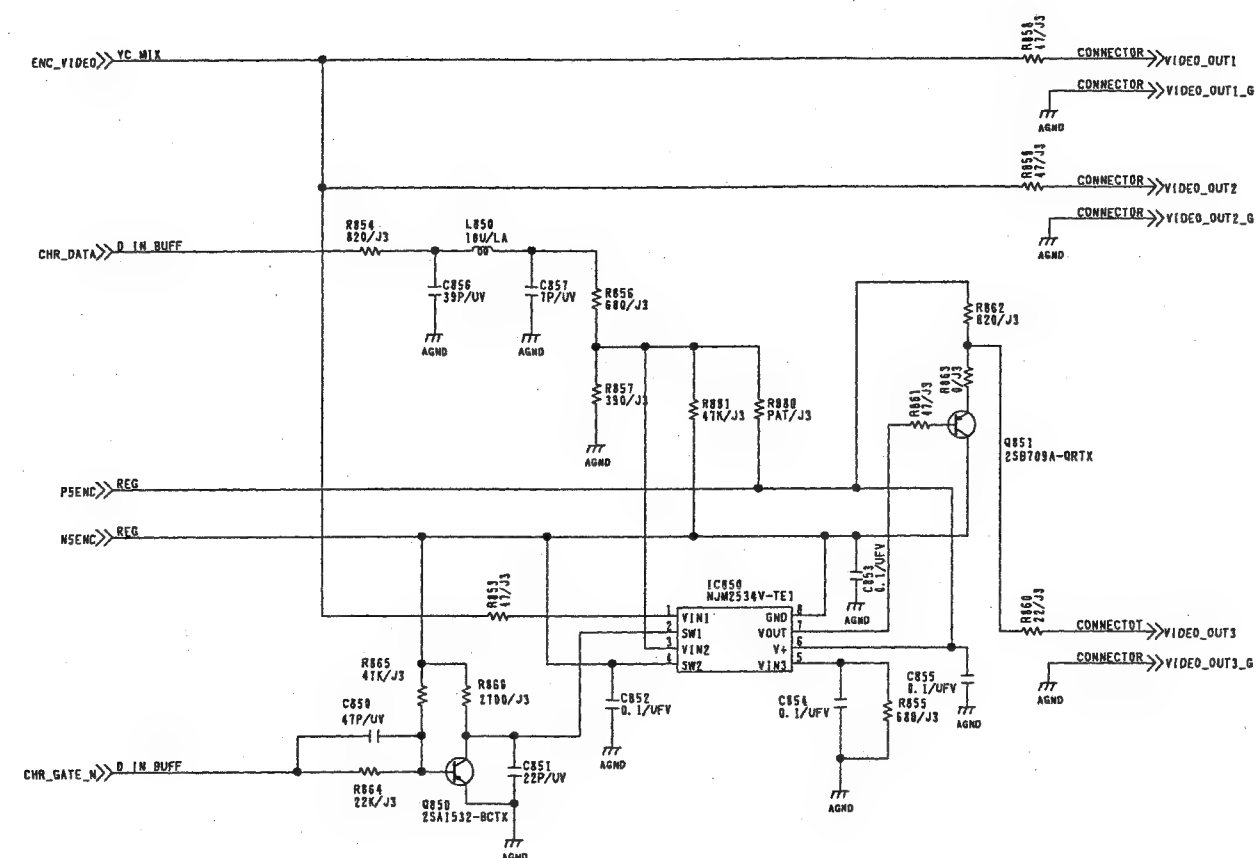 ENC_VIDEO YC MIX
R858
47/J3
CONNECTOR VIDEO_OUT1
CONNECTOR VIDEO_OUT1_G
AGND
R859
47/J3
CONNECTOR VIDEO_OUT2
CONNECTOR VIDEO_OUT2_G
AGND
CHR_DATA D IN BUFF
R854
820/J3
L850
18U/LA
C856
39P/UV
AGND
C857
7P/UV
AGND
R856
680/J3
R857
390/J3
AGND
R881
47K/J3
R880
PAT/J3
R862
820/J3
R863
0/J3
R861
47/J3
Q851
2SB709A-QRTX
P5ENC REG
N5ENC REG
C853
0.1/UFV
AGND
R853
47/J3
IC850
NJM2534V-TE1
1 VIN1 GND 8
2 SW1 VOUT 7
3 VIN2 V+ 6
4 SW2 VIN3 5
R860
22/J3
CONNECTOT VIDEO_OUT3
CONNECTOR VIDEO_OUT3_G
AGND
R865
47K/J3
R866
2700/J3
C850
47P/UV
C852
0.1/UFV
AGND
C854
0.1/UFV
R855
680/J3
AGND
C855
0.1/UFV
AGND
CHR_GATE_N D IN BUFF
R864
22K/J3
Q850
2SA1532-BCTX
C851
22P/UV
AGND